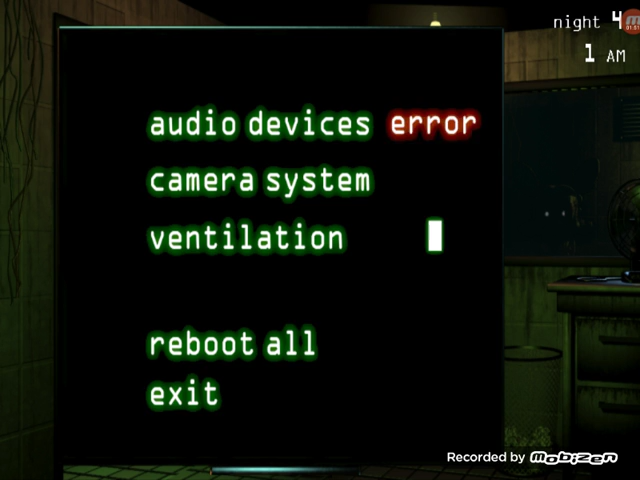 night 4
1 AM
audio devices error
camera system
ventilation
reboot all
exit
Recorded by Mobizen